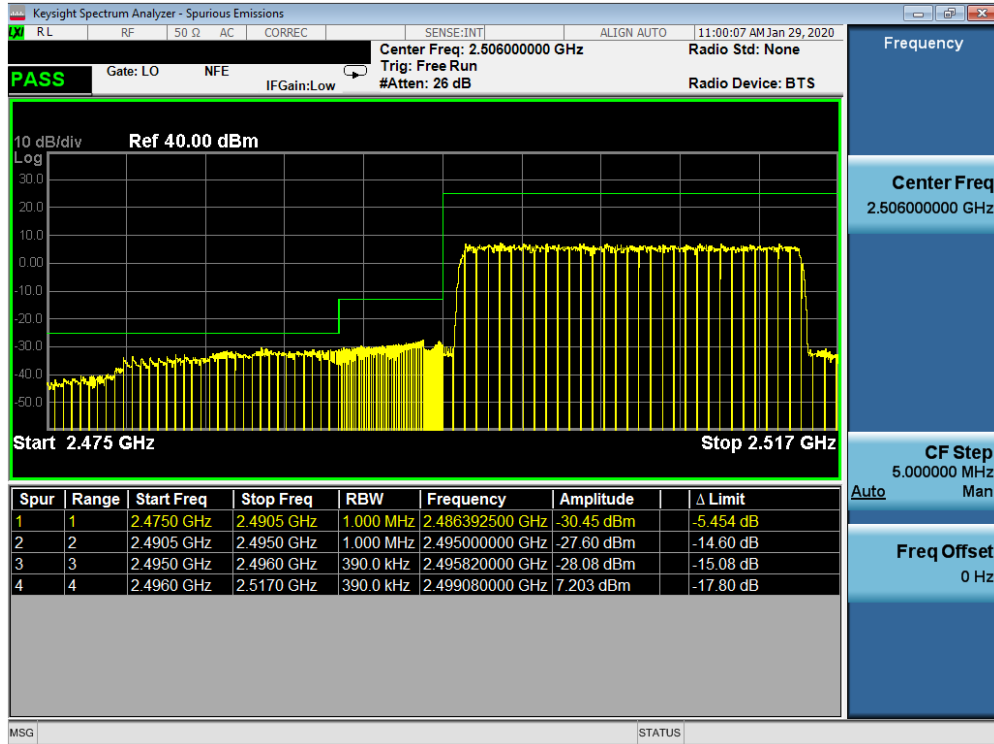 Keysight Spectrum Analyzer - Spurious Emissions
LXI RL RF 50 Ω AC CORREC SENSE:INT ALIGN AUTO 11:00:07 AM Jan 29, 2020
Center Freq: 2.506000000 GHz Radio Std: None
Trig: Free Run
PASS Gate: LO NFE IFGain:Low #Atten: 26 dB Radio Device: BTS
Frequency
10 dB/div Ref 40.00 dBm
Log
30.0
20.0
10.0
0.00
-10.0
-20.0
-30.0
-40.0
-50.0
Start 2.475 GHz Stop 2.517 GHz
Center Freq
2.506000000 GHz
CF Step
5.000000 MHz
Auto Man
Freq Offset
0 Hz
Spur Range Start Freq Stop Freq RBW Frequency Amplitude Δ Limit
1 1 2.4750 GHz 2.4905 GHz 1.000 MHz 2.486392500 GHz -30.45 dBm -5.454 dB
2 2 2.4905 GHz 2.4950 GHz 1.000 MHz 2.495000000 GHz -27.60 dBm -14.60 dB
3 3 2.4950 GHz 2.4960 GHz 390.0 kHz 2.495820000 GHz -28.08 dBm -15.08 dB
4 4 2.4960 GHz 2.5170 GHz 390.0 kHz 2.499080000 GHz 7.203 dBm -17.80 dB
MSG STATUS